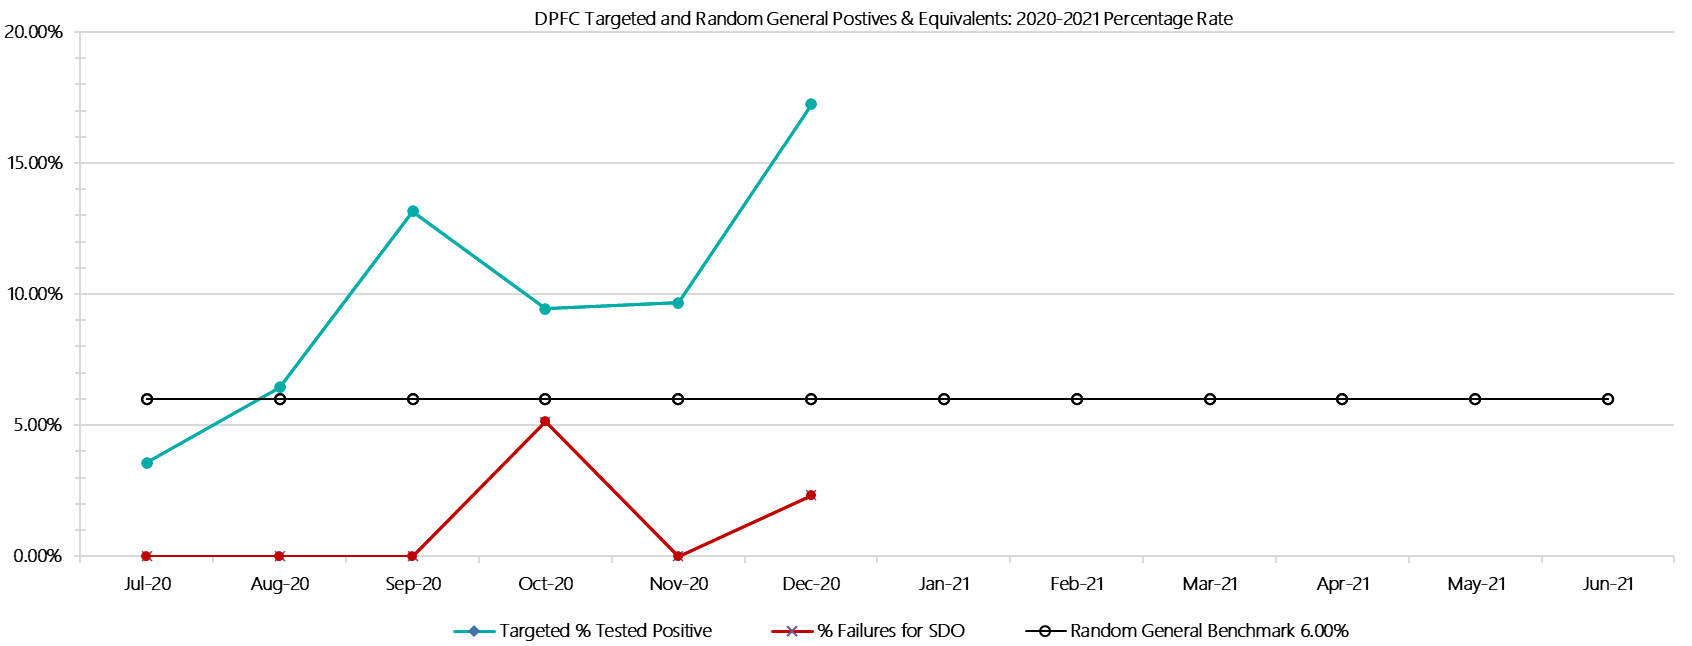 DPFC Targeted and Random General Postives & Equivalents: 2020-2021 Percentage Rate
20.00%
15.00%
10.00%
5.00%
0.00%
Jul-20 Aug-20 Sep-20 Oct-20 Nov-20 Dec-20 Jan-21 Feb-21 Mar-21 Apr-21 May-21 Jun-21
Targeted % Tested Positive % Failures for SDO Random General Benchmark 6.00%